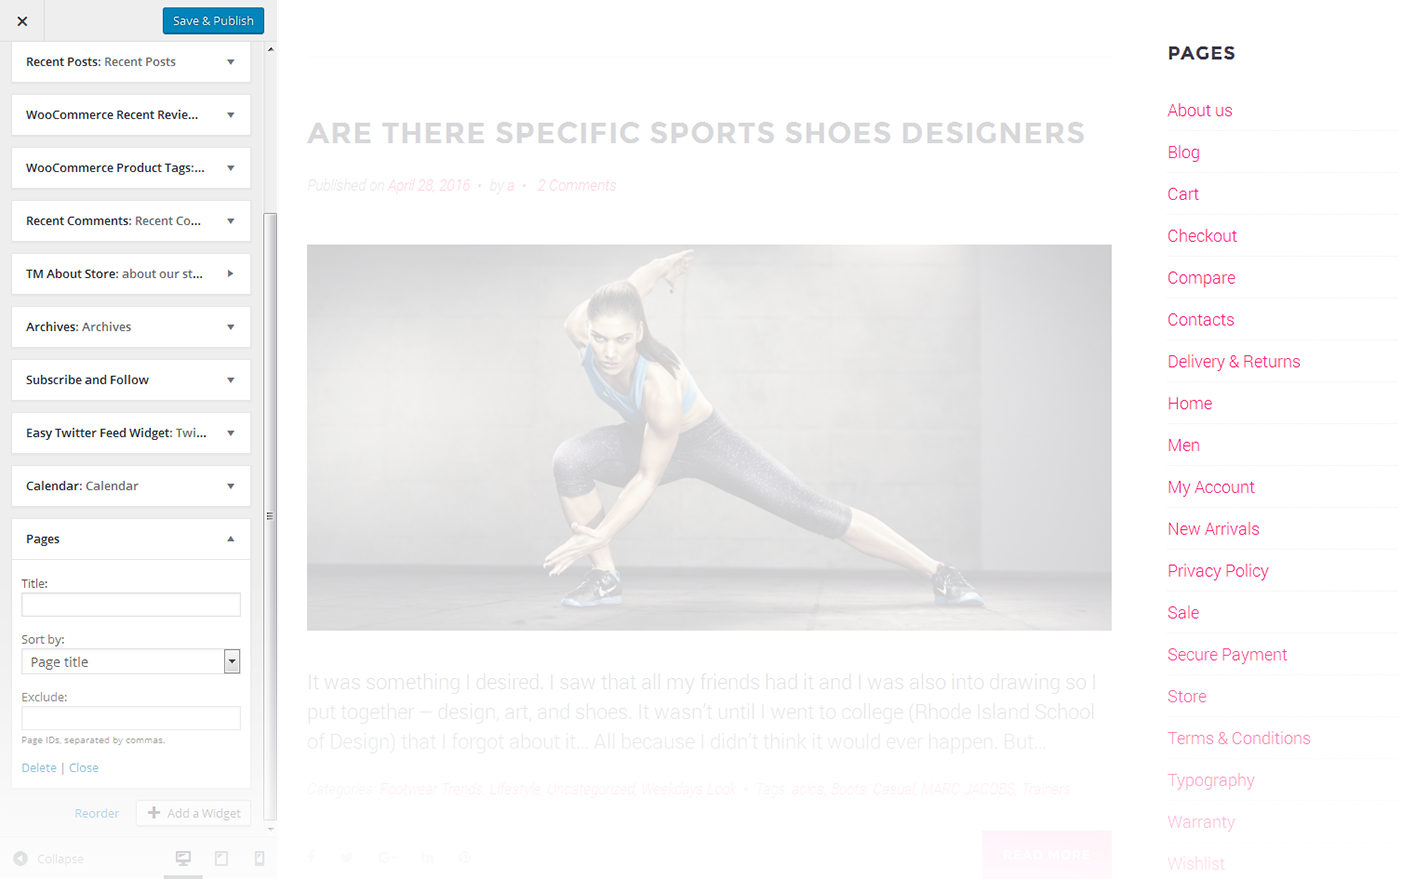 Save & Publish
Recent Posts: Recent Posts
WooCommerce Recent Revie...
WooCommerce Product Tags:...
Recent Comments: Recent Co...
TM About Store: about our st...
Archives: Archives
Subscribe and Follow
Easy Twitter Feed Widget: Twi...
Calendar: Calendar
Pages
Title:
Sort by:
Page title
Exclude:
Page IDs, separated by commas.
Delete | Close
Reorder
Add a Widget
Collapse
ARE THERE SPECIFIC SPORTS SHOES DESIGNERS
Published on April 28, 2016 • by a • 2 Comments
It was something I desired. I saw that all my friends had it and I was also into drawing so I
put together – design, art, and shoes. It wasn't until I went to college (Rhode Island School
of Design) that I forgot about it... All because I didn't think it would ever happen. But...
Categories: Footwear Trends, Lifestyle, Uncategorized, Weekdays Look • Tags: asics, Boots, Casual, MARC JACOBS, Trainers
READ MORE
PAGES
About us
Blog
Cart
Checkout
Compare
Contacts
Delivery & Returns
Home
Men
My Account
New Arrivals
Privacy Policy
Sale
Secure Payment
Store
Terms & Conditions
Typography
Warranty
Wishlist